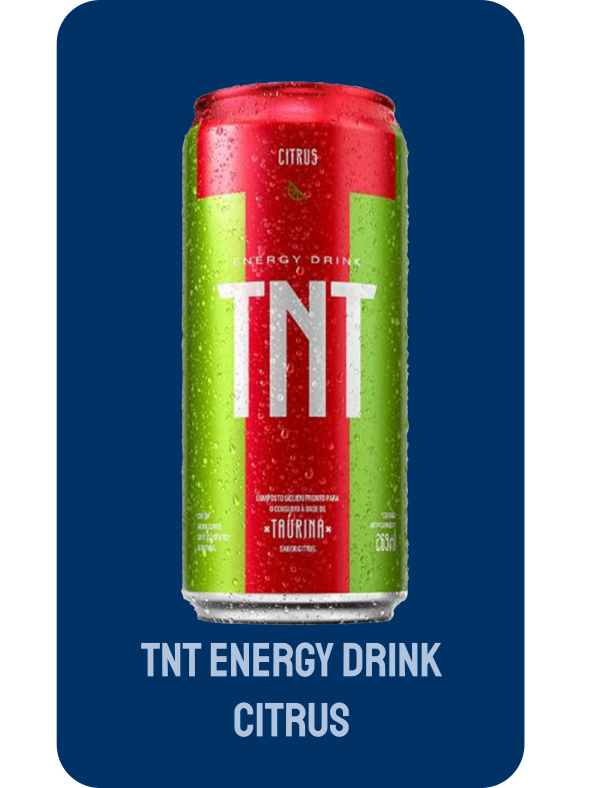 CITRUS
ENERGY DRINK
TNT
COMPOSTO LÍQUIDO PRONTO PARA
O CONSUMO À BASE DE
TAURINA
SABOR CITRUS
TNT ENERGY DRINK
CITRUS